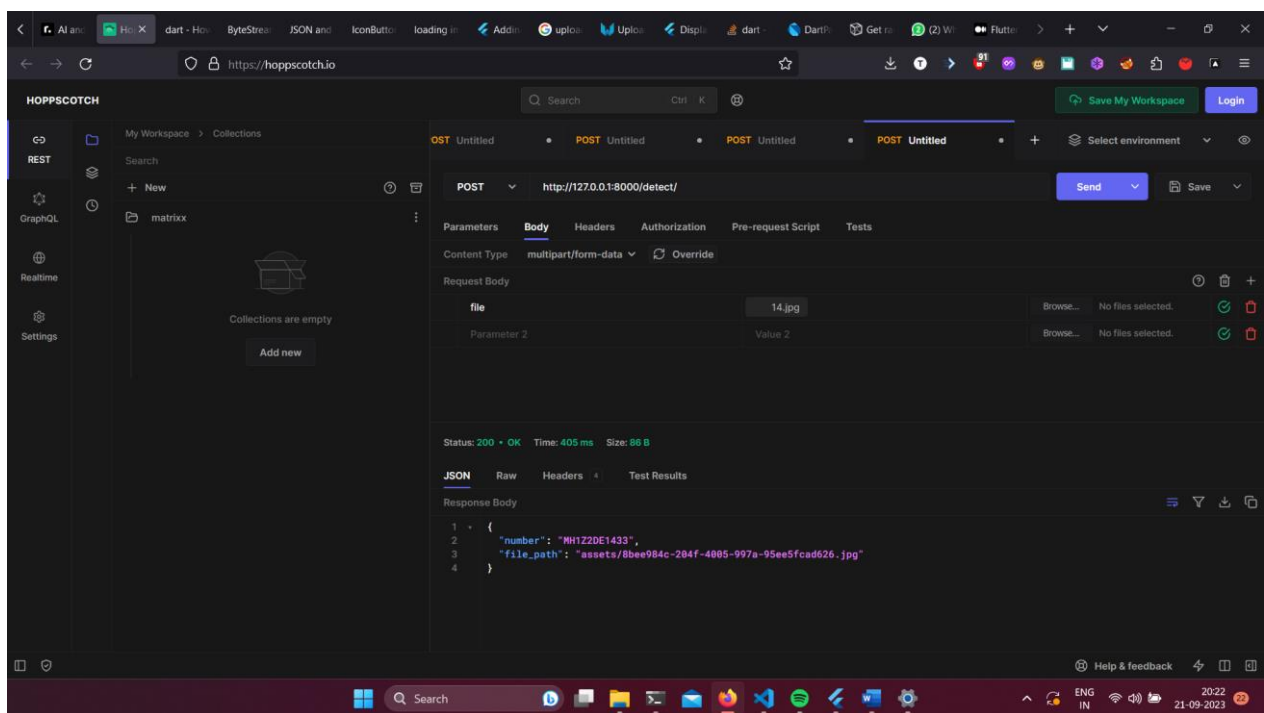 AI and
Ho
dart - Hov
ByteStrea
JSON and
IconButto
loading in
Addin
uploa
Uploa
Displa
dart -
DartP
Get ra
(2) W
Flutte
https://hoppscotch.io
91
HOPPSCOTCH
Search
Ctrl K
Save My Workspace
Login
REST
GraphQL
Realtime
Settings
My Workspace > Collections
Search
+ New
matrixx
Collections are empty
Add new
OST Untitled
POST Untitled
POST Untitled
POST Untitled
Select environment
POST
http://127.0.0.1:8000/detect/
Send
Save
Parameters Body Headers Authorization Pre-request Script Tests
Content Type multipart/form-data Override
Request Body
file 14.jpg Browse... No files selected.
Parameter 2 Value 2 Browse... No files selected.
Status: 200 • OK Time: 405 ms Size: 86 B
JSON Raw Headers 4 Test Results
Response Body
1 {
2 "number": "MH1Z2DE1433",
3 "file_path": "assets/8bee984c-204f-4005-997a-95ee5fcad626.jpg"
4 }
Help & feedback
Search
ENG
IN
20:22
21-09-2023
22